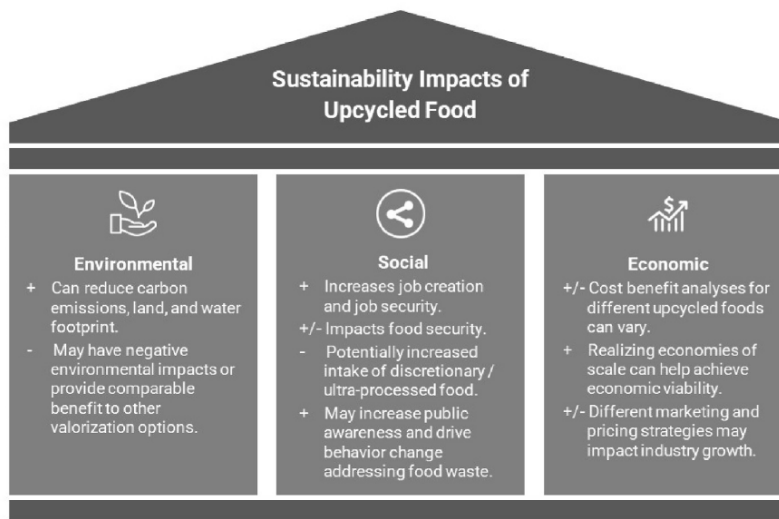 Sustainability Impacts of
Upcycled Food
Environmental
+ Can reduce carbon
emissions, land, and water
footprint.
- May have negative
environmental impacts or
provide comparable
benefit to other
valorization options.
Social
+ Increases job creation
and job security.
+/- Impacts food security.
- Potentially increased
intake of discretionary /
ultra-processed food.
+ May increase public
awareness and drive
behavior change
addressing food waste.
$
Economic
+/- Cost benefit analyses for
different upcycled foods
can vary.
+ Realizing economies of
scale can help achieve
economic viability.
+/- Different marketing and
pricing strategies may
impact industry growth.